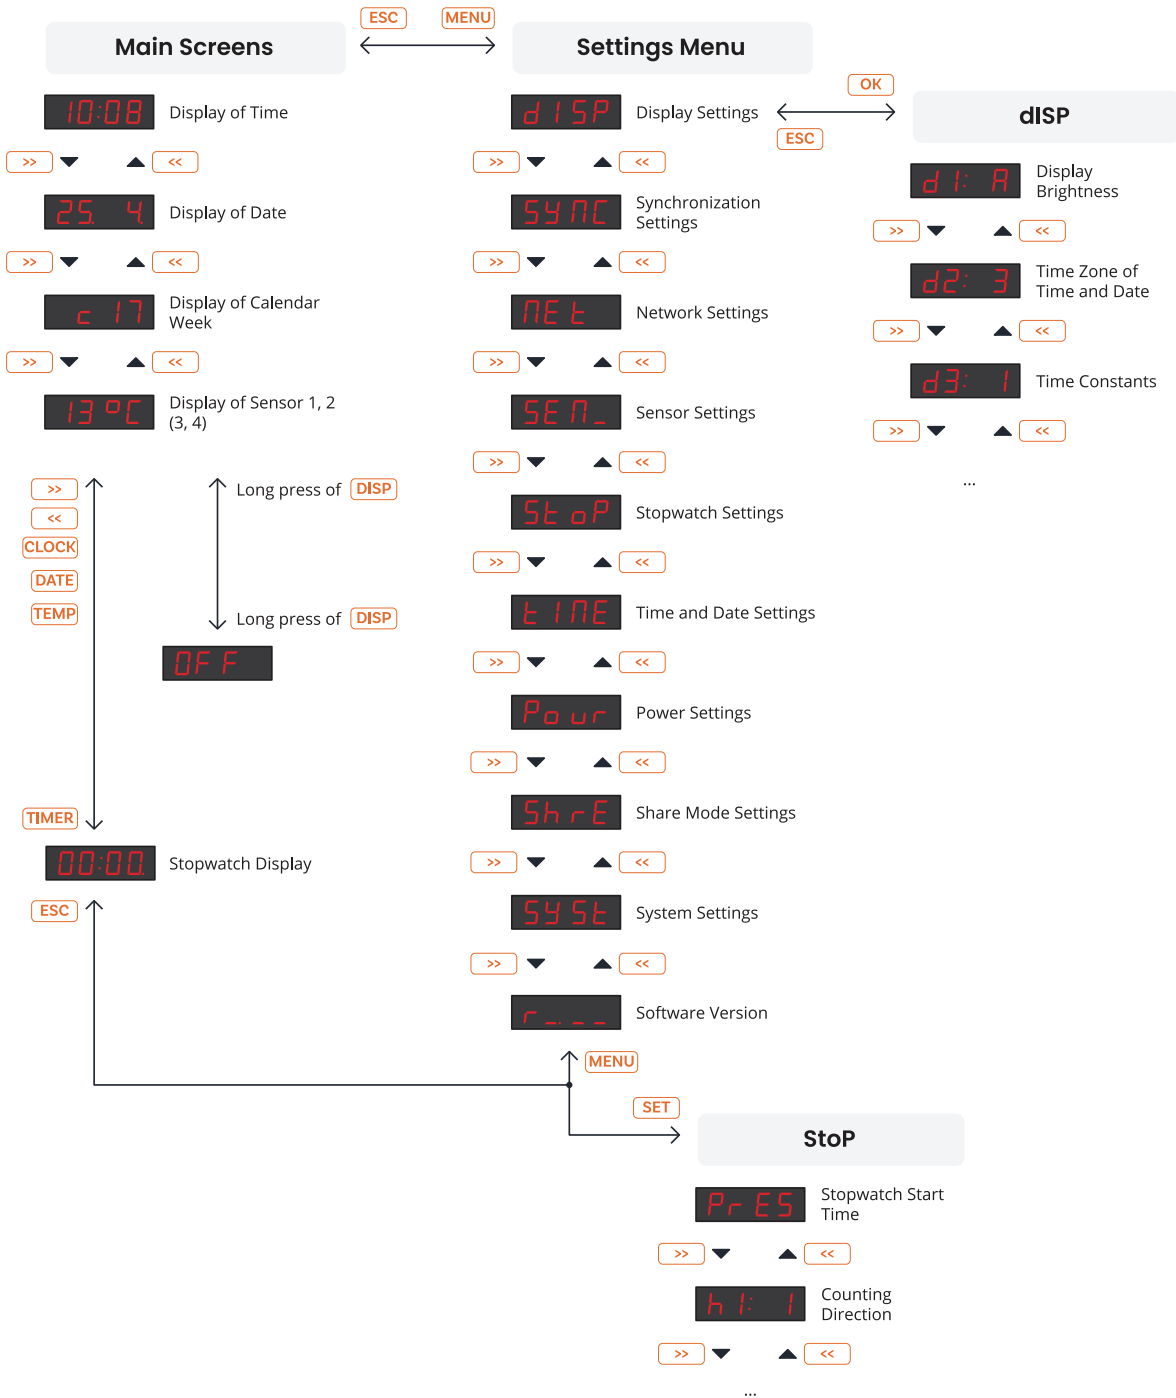 ESC
MENU
Main Screens
Settings Menu
10:08
Display of Time
>>
<<
25. 4.
Display of Date
>>
<<
c 17
Display of Calendar
Week
>>
<<
13 °C
Display of Sensor 1, 2
(3, 4)
>>
<<
CLOCK
DATE
TEMP
Long press of DISP
Long press of DISP
OFF
TIMER
00:00.
Stopwatch Display
ESC
dISP
Display Settings
>>
<<
SYNC
Synchronization
Settings
>>
<<
NEt
Network Settings
>>
<<
SEN_
Sensor Settings
>>
<<
StoP
Stopwatch Settings
>>
<<
tIME
Time and Date Settings
>>
<<
Pour
Power Settings
>>
<<
ShrE
Share Mode Settings
>>
<<
SYSt
System Settings
>>
<<
r _._ _
Software Version
MENU
SET
OK
ESC
dISP
d1: A
Display
Brightness
>>
<<
d2: 3
Time Zone of
Time and Date
>>
<<
d3: 1
Time Constants
>>
<<
...
StoP
PrES
Stopwatch Start
Time
>>
<<
h1: 1
Counting
Direction
>>
<<
...